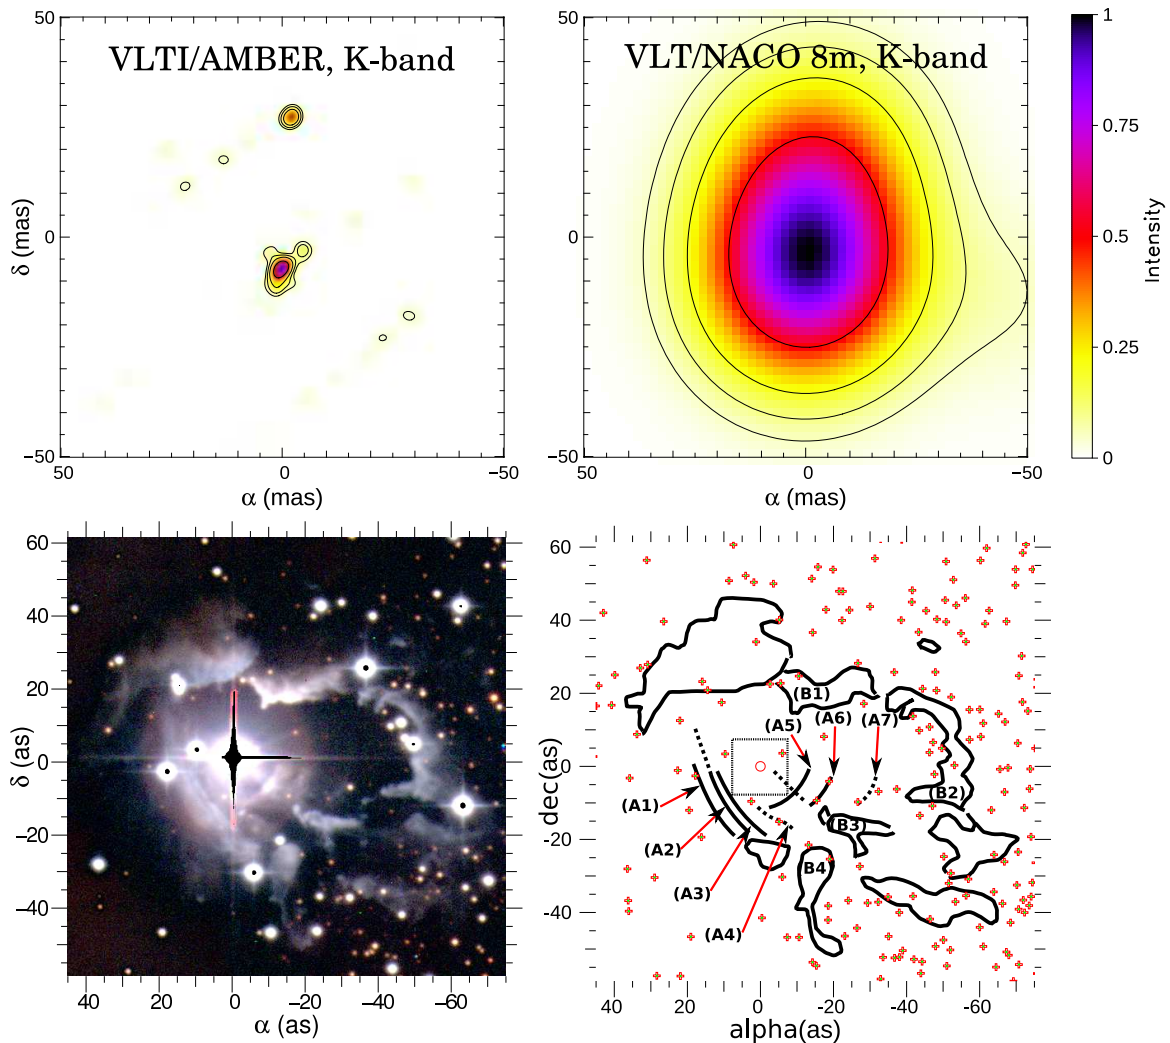 VLTI/AMBER, K-band
50
0
−50
δ (mas)
50
0
−50
α (mas)
VLT/NACO 8m, K-band
50
0
−50
50
0
−50
α (mas)
1
0.75
0.5
0.25
0
Intensity
60
40
20
0
−20
−40
δ (as)
40
20
0
−20
−40
−60
α (as)
60
40
20
0
-20
-40
dec(as)
(B1)
(A5)
(A6)
(A7)
(A1)
(A2)
(A3)
(A4)
(B2)
(B3)
B4)
40
20
0
-20
-40
-60
alpha(as)